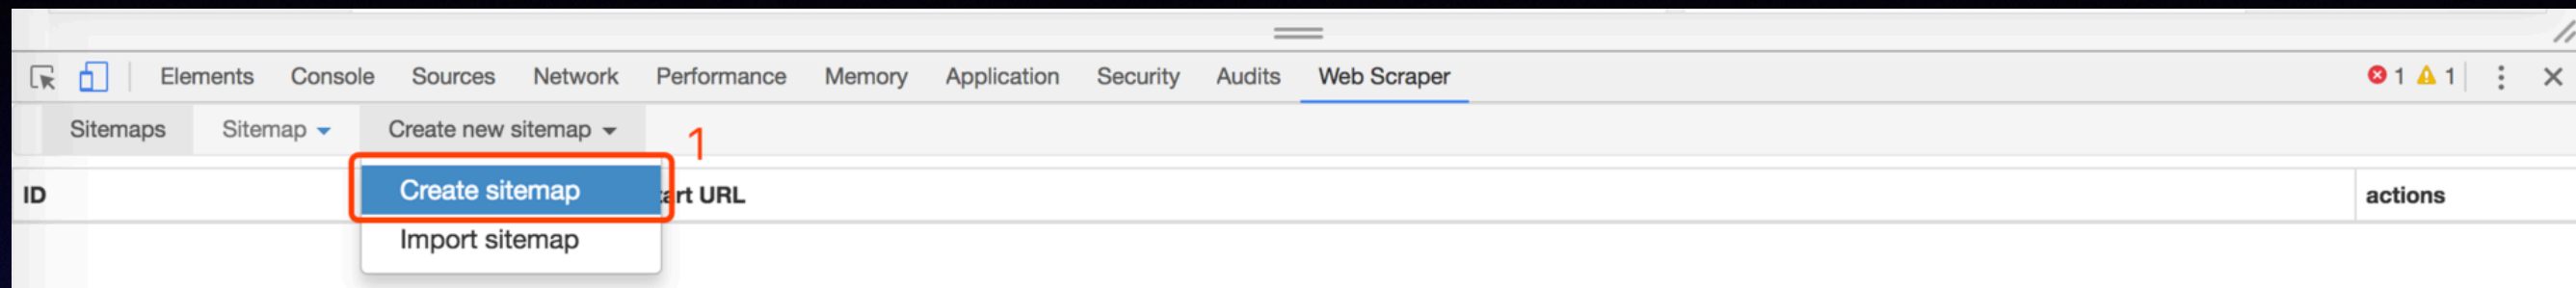 Elements Console Sources Network Performance Memory Application Security Audits Web Scraper 1 1
Sitemaps Sitemap Create new sitemap 1
ID art URL actions
Create sitemap
Import sitemap